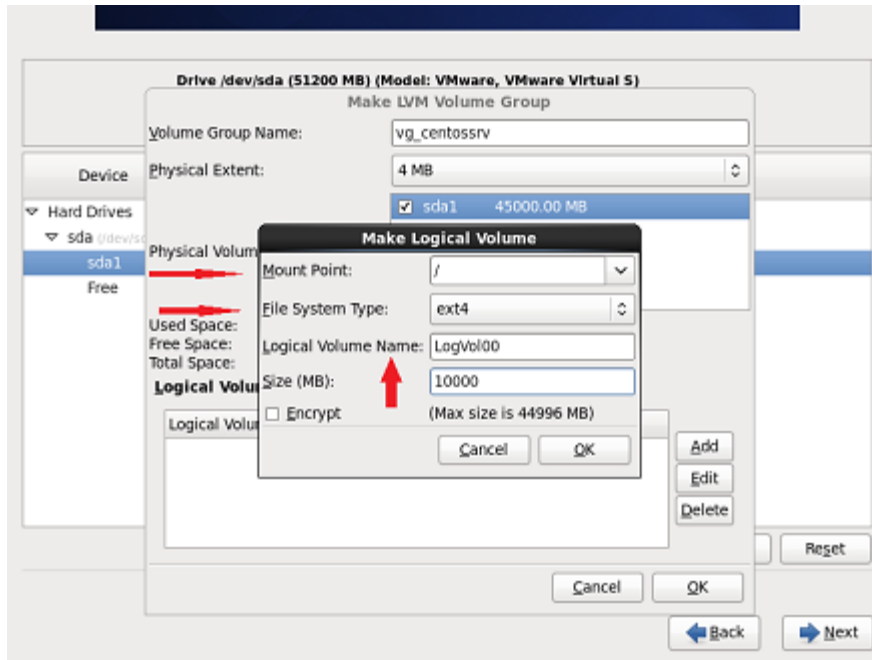 Drive /dev/sda (51200 MB) (Model: VMware, VMware Virtual S)
Make LVM Volume Group
Volume Group Name: vg_centossrv
Device
Physical Extent: 4 MB
Hard Drives
sda1 45000.00 MB
sda (/dev/s
Make Logical Volume
Physical Volum
sda1
Mount Point: /
Free
File System Type: ext4
Used Space:
Free Space:
Logical Volume Name: LogVol00
Total Space:
Logical Volu
Size (MB): 10000
Encrypt (Max size is 44996 MB)
Logical Volu
Cancel OK
Add
Edit
Delete
Reset
Cancel OK
Back Next